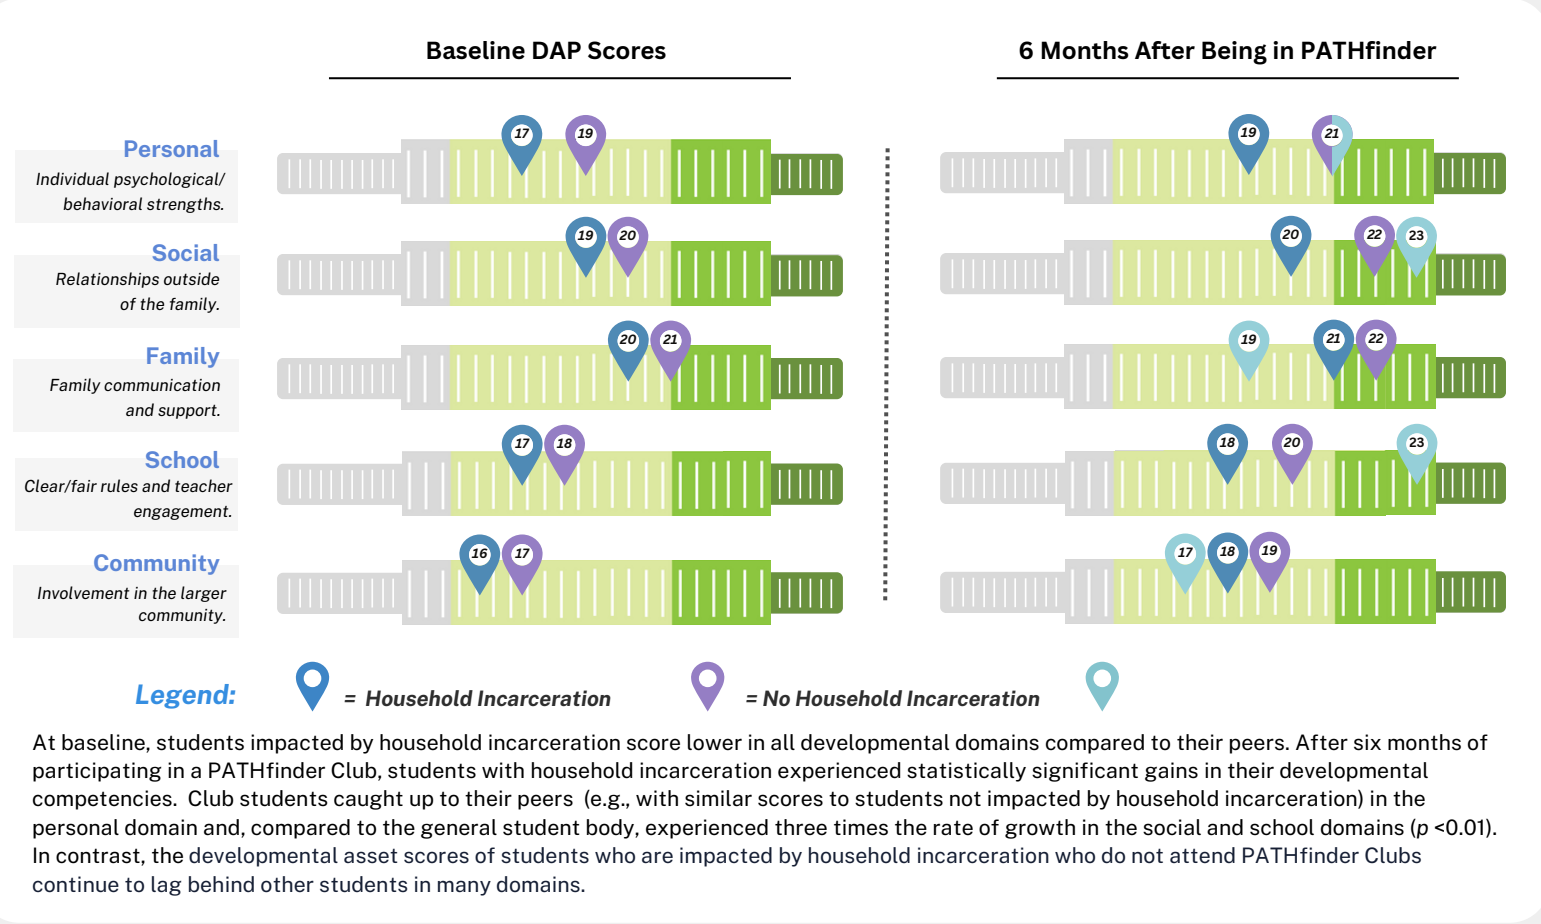 Baseline DAP Scores
6 Months After Being in PATHfinder
Personal
Individual psychological/
behavioral strengths.
17
19
19
21
Social
Relationships outside
of the family.
19
20
20
22
23
Family
Family communication
and support.
20
21
19
21
22
School
Clear/fair rules and teacher
engagement.
17
18
18
20
23
Community
Involvement in the larger
community.
16
17
17
18
19
Legend:
= Household Incarceration
= No Household Incarceration
At baseline, students impacted by household incarceration score lower in all developmental domains compared to their peers. After six months of
participating in a PATHfinder Club, students with household incarceration experienced statistically significant gains in their developmental
competencies. Club students caught up to their peers (e.g., with similar scores to students not impacted by household incarceration) in the
personal domain and, compared to the general student body, experienced three times the rate of growth in the social and school domains (p <0.01).
In contrast, the developmental asset scores of students who are impacted by household incarceration who do not attend PATHfinder Clubs
continue to lag behind other students in many domains.